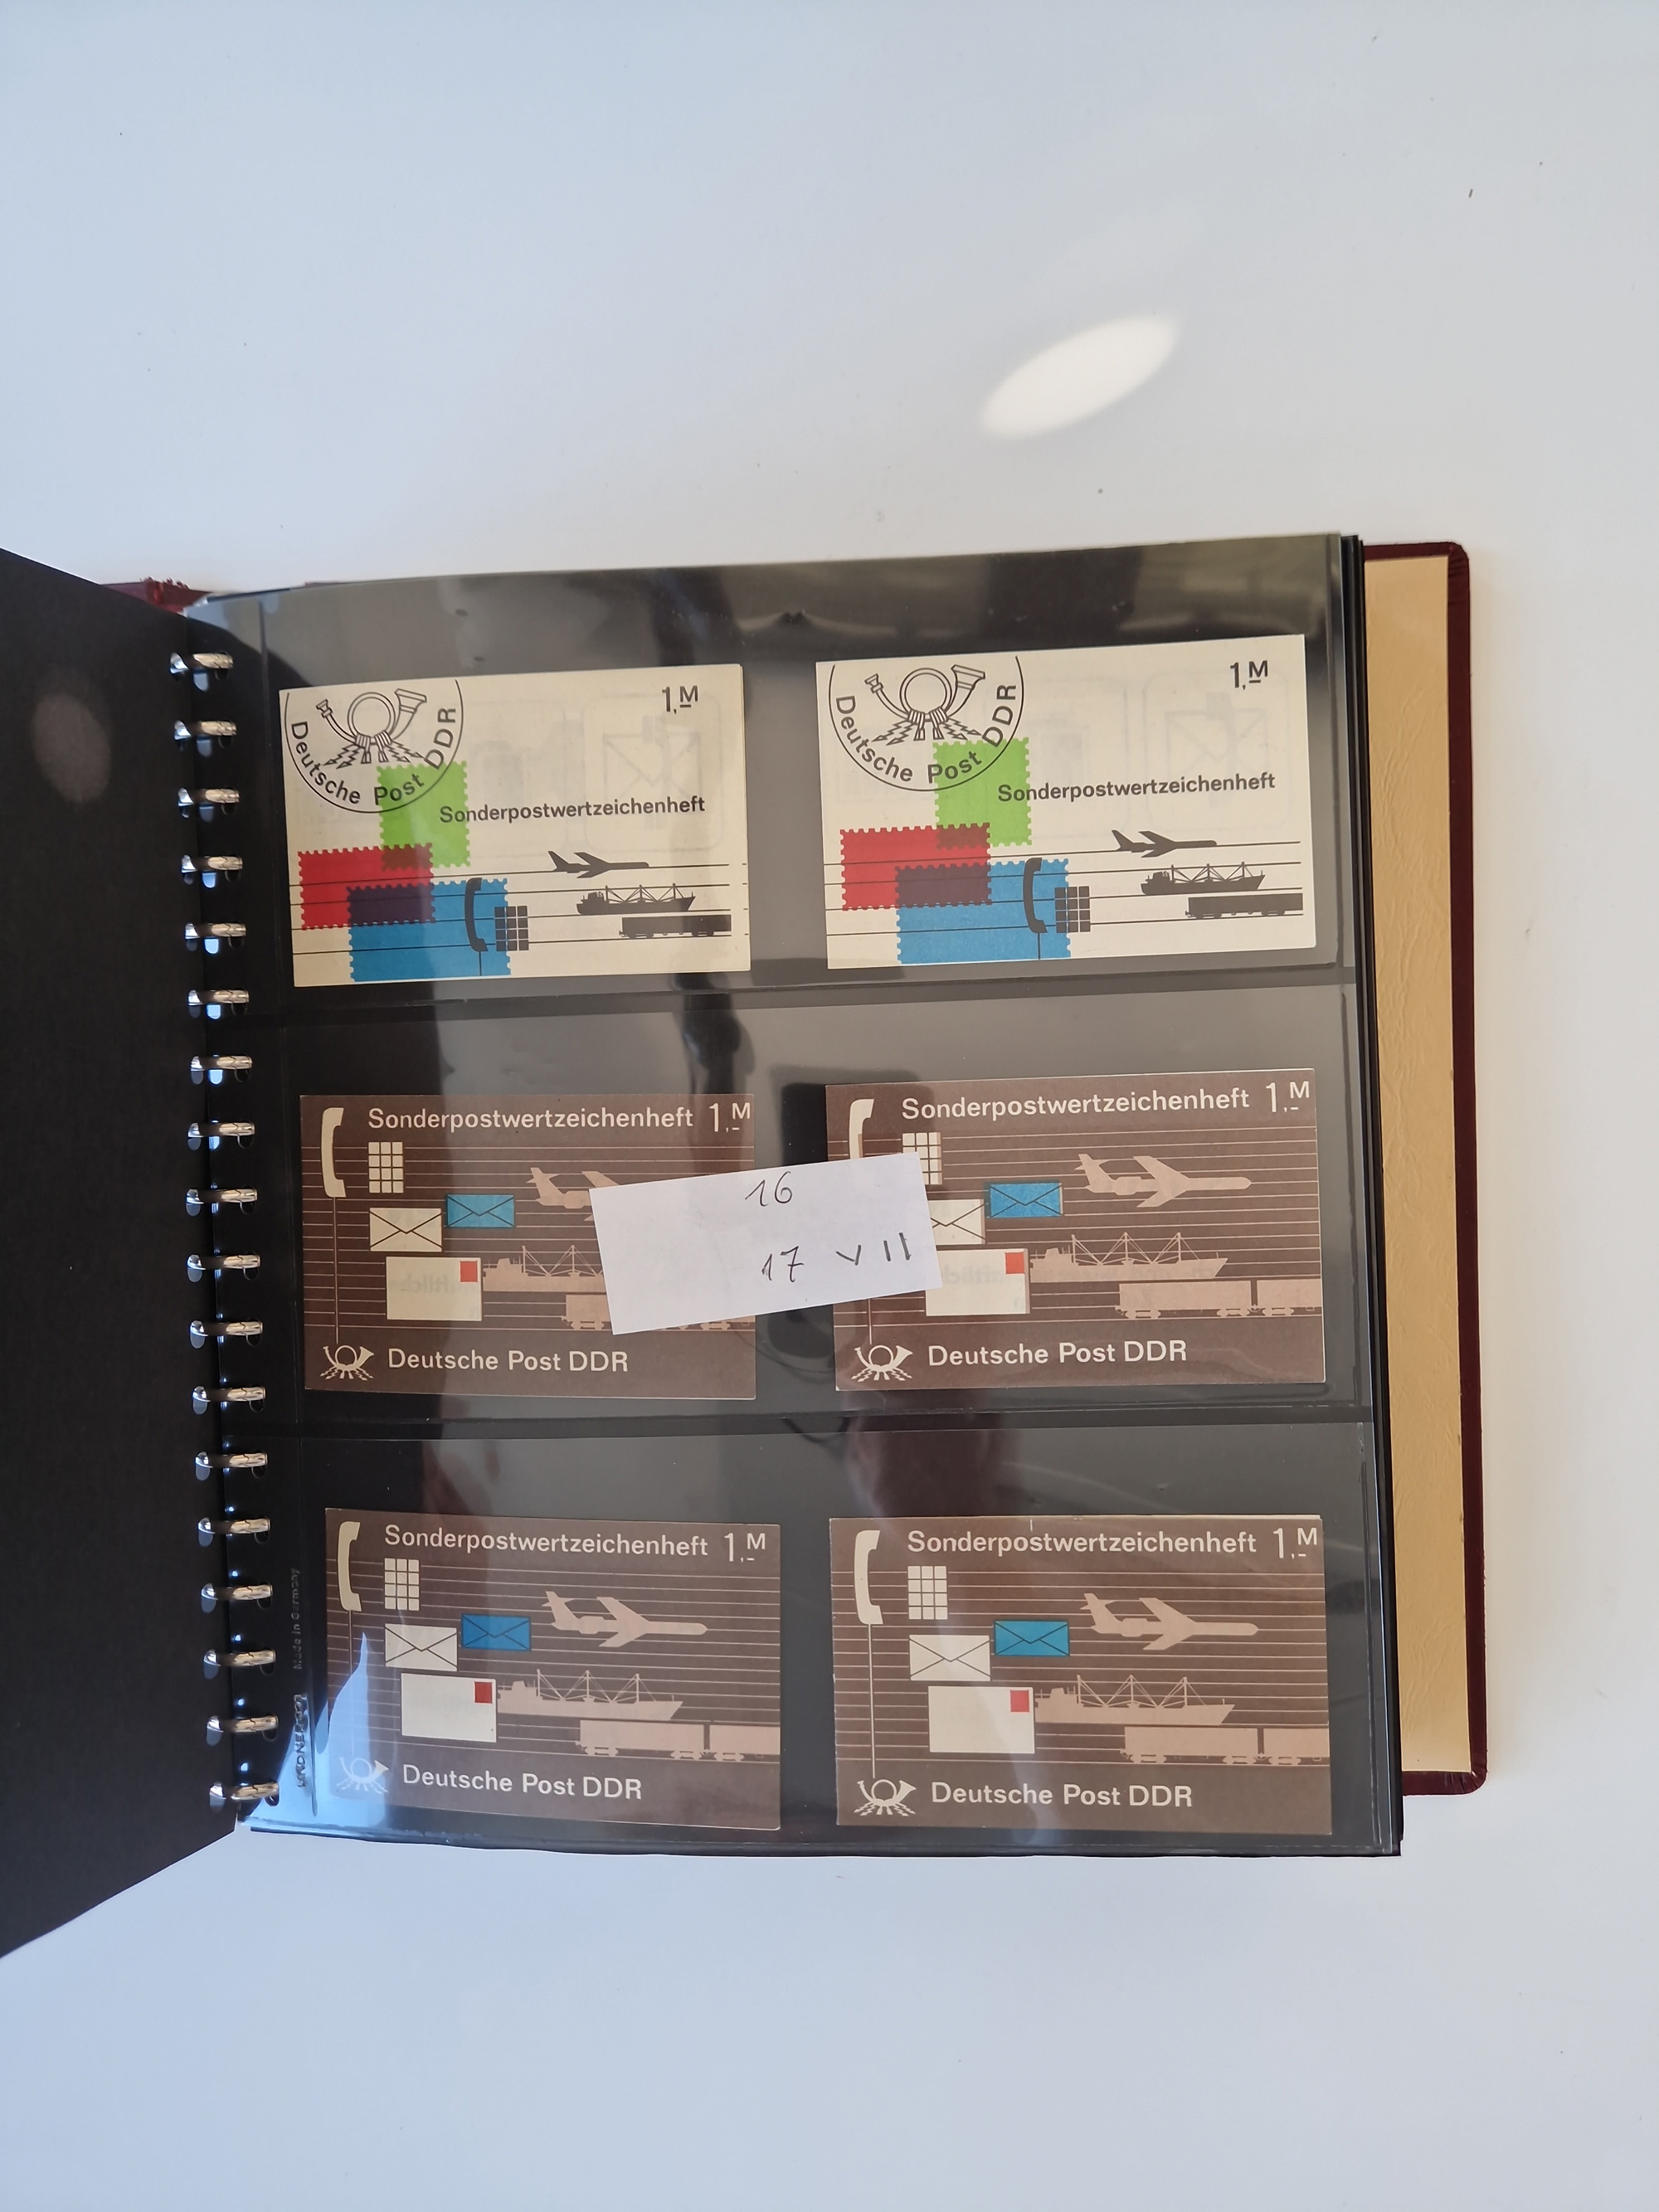 1,M
Deutsche Post DDR
Sonderpostwertzeichenheft
1,M
Deutsche Post DDR
Sonderpostwertzeichenheft
Sonderpostwertzeichenheft 1,-M
Deutsche Post DDR
Sonderpostwertzeichenheft 1,-M
Deutsche Post DDR
16
17 V II
Sonderpostwertzeichenheft 1,-M
Deutsche Post DDR
Sonderpostwertzeichenheft 1,-M
Deutsche Post DDR
Made in Germany